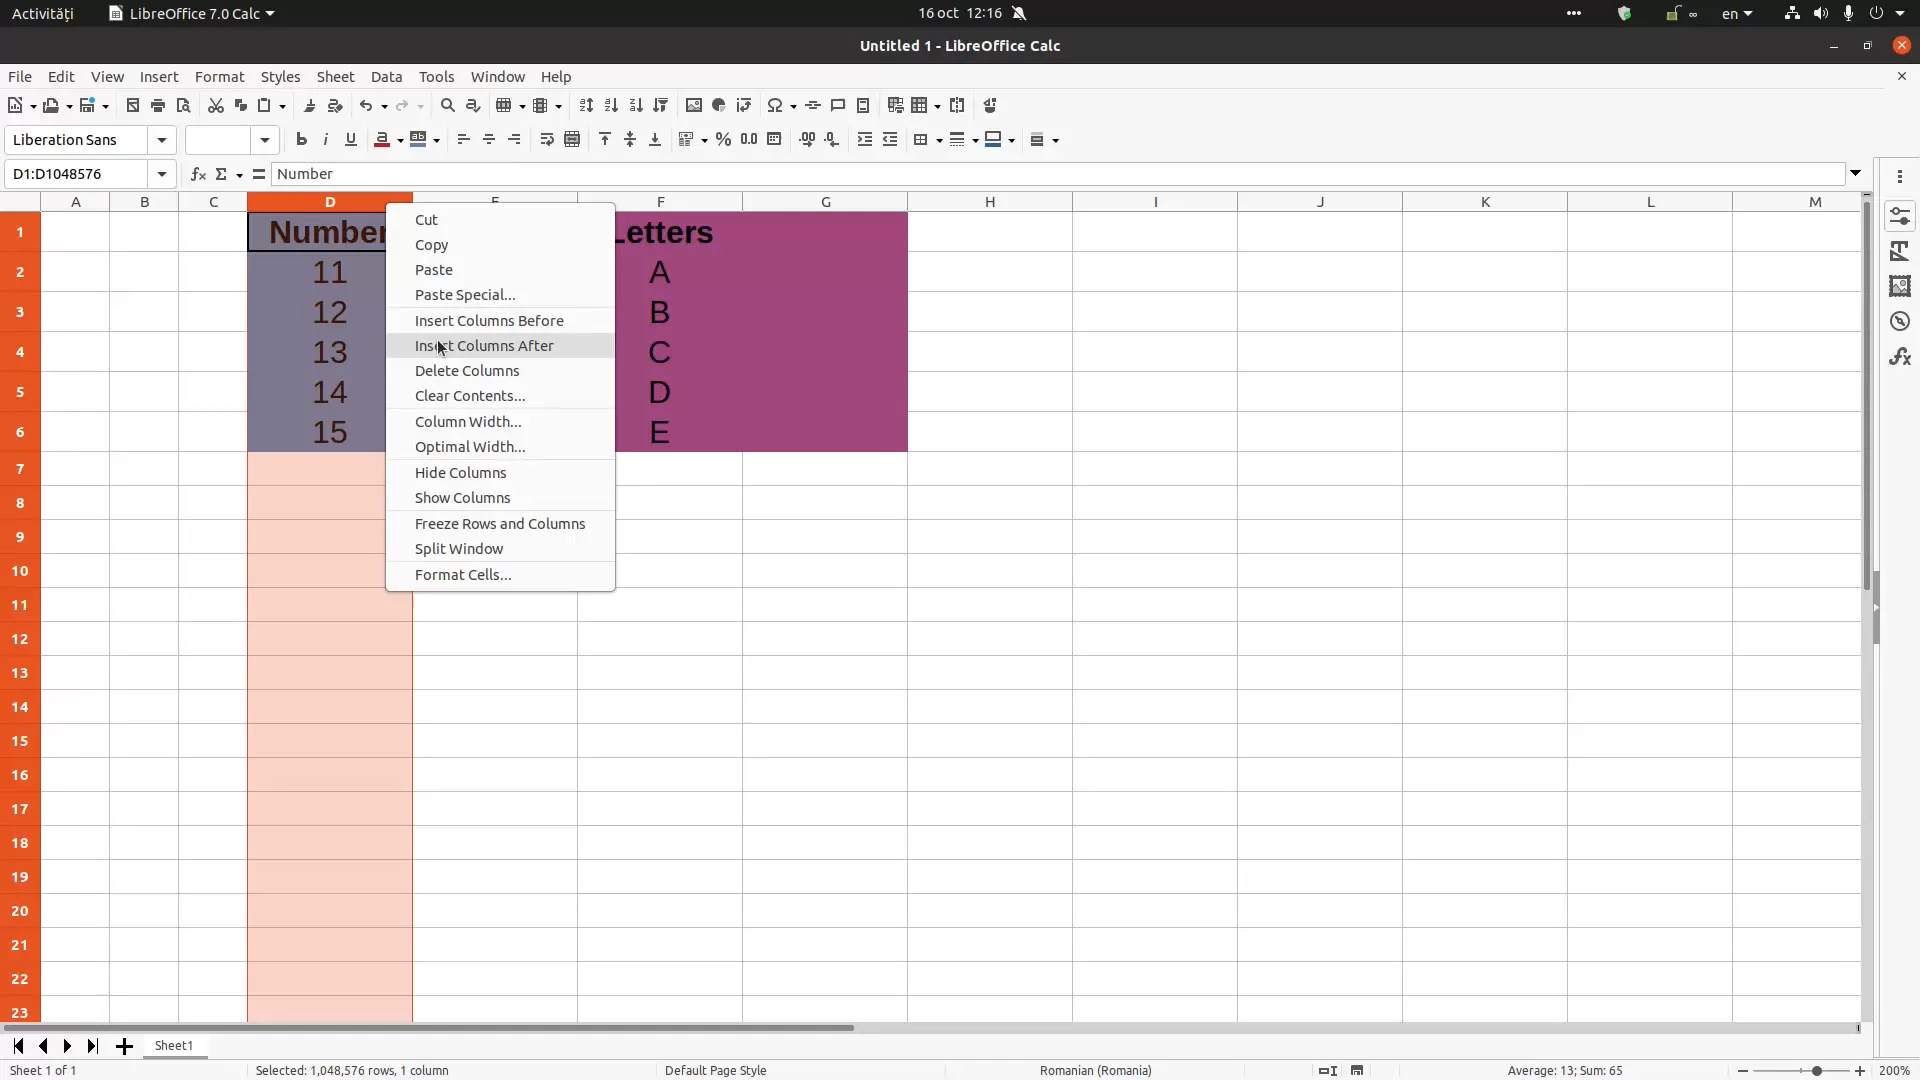 Activități LibreOffice 7.0 Calc 16 oct 12:16 en
Untitled 1 - LibreOffice Calc
File Edit View Insert Format Styles Sheet Data Tools Window Help
Liberation Sans
D1:D1048576 Number
A B C D E F G H I J K L M
1 Number Letters
2 11 A
3 12 B
4 13 C
5 14 D
6 15 E
7
8
9
10
11
12
13
14
15
16
17
18
19
20
21
22
23
Cut
Copy
Paste
Paste Special...
Insert Columns Before
Insert Columns After
Delete Columns
Clear Contents...
Column Width...
Optimal Width...
Hide Columns
Show Columns
Freeze Rows and Columns
Split Window
Format Cells...
Sheet1
Sheet 1 of 1 Selected: 1,048,576 rows, 1 column Default Page Style Romanian (Romania) Average: 13; Sum: 65 200%